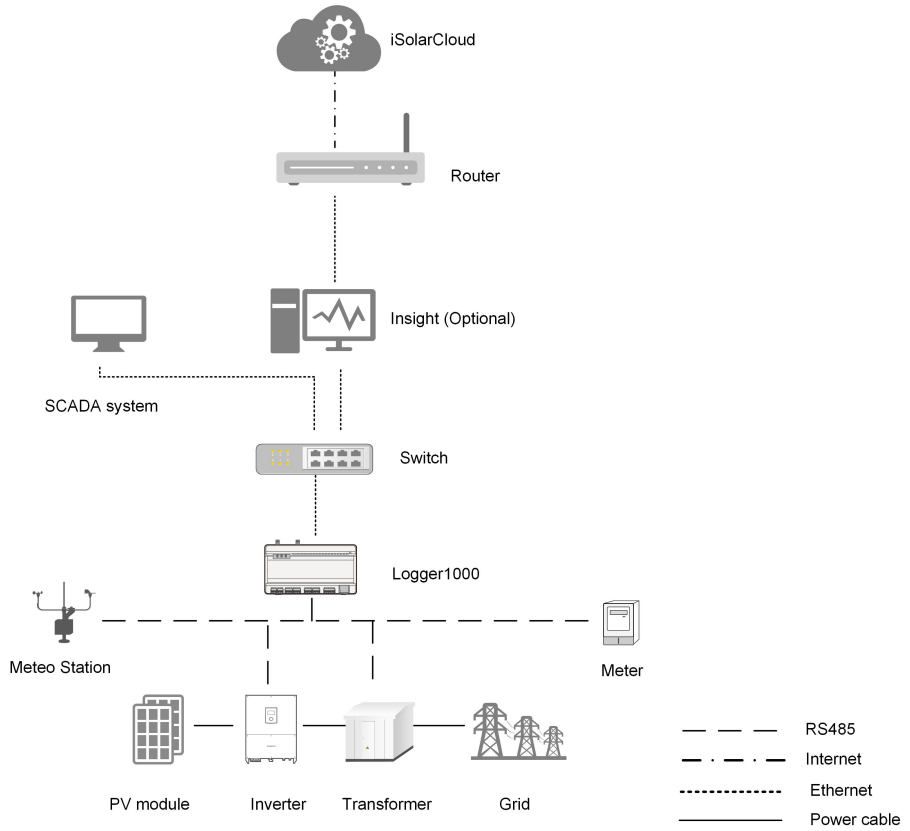 iSolarCloud
Router
Insight (Optional)
SCADA system
Switch
Logger1000
Meteo Station
Meter
PV module
Inverter
Transformer
Grid
RS485
Internet
Ethernet
Power cable